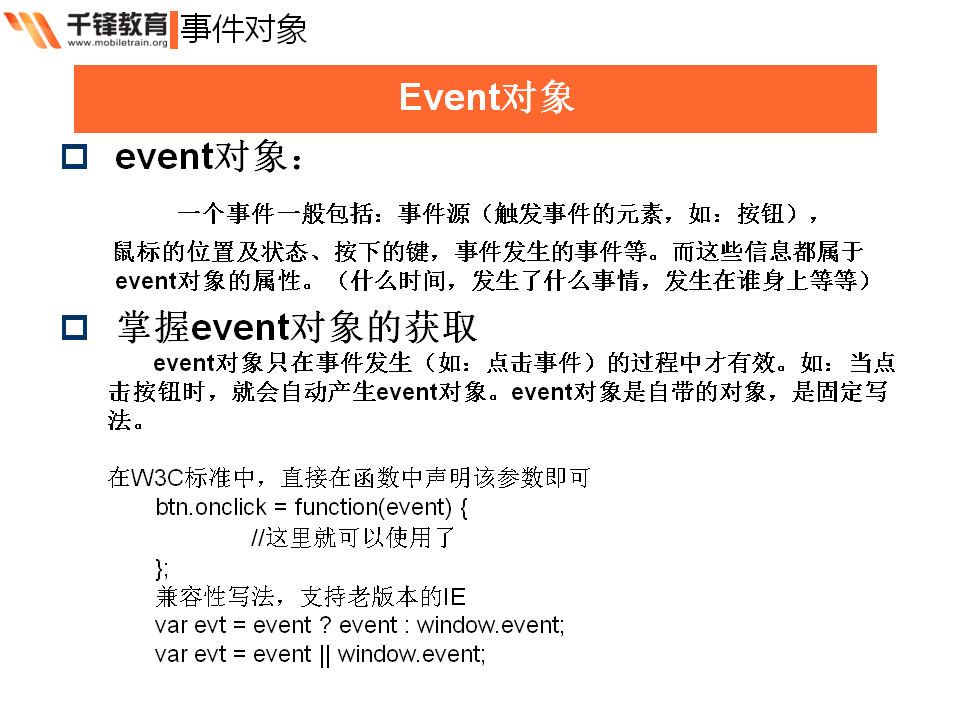 千锋教育
www.mobiletrain.org
事件对象
Event对象
event对象：
一个事件一般包括：事件源（触发事件的元素，如：按钮），
鼠标的位置及状态、按下的键，事件发生的事件等。而这些信息都属于
event对象的属性。（什么时间，发生了什么事情，发生在谁身上等等）
掌握event对象的获取
event对象只在事件发生（如：点击事件）的过程中才有效。如：当点
击按钮时，就会自动产生event对象。event对象是自带的对象，是固定写
法。
在W3C标准中，直接在函数中声明该参数即可
btn.onclick = function(event) {
//这里就可以使用了
};
兼容性写法，支持老版本的IE
var evt = event ? event : window.event;
var evt = event || window.event;